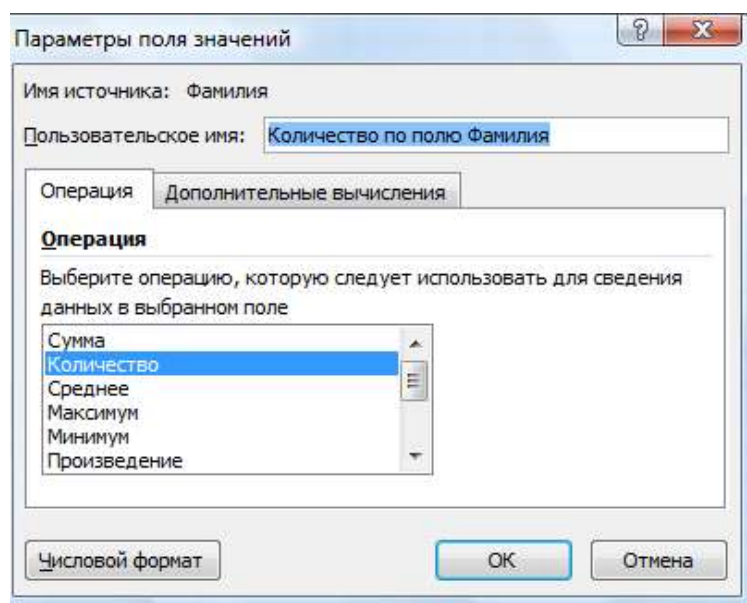 Параметры поля значений
Имя источника: Фамилия
Пользовательское имя: Количество по полю Фамилия
Операция Дополнительные вычисления
Операция
Выберите операцию, которую следует использовать для сведения
данных в выбранном поле
Сумма
Количество
Среднее
Максимум
Минимум
Произведение
Числовой формат ОК Отмена